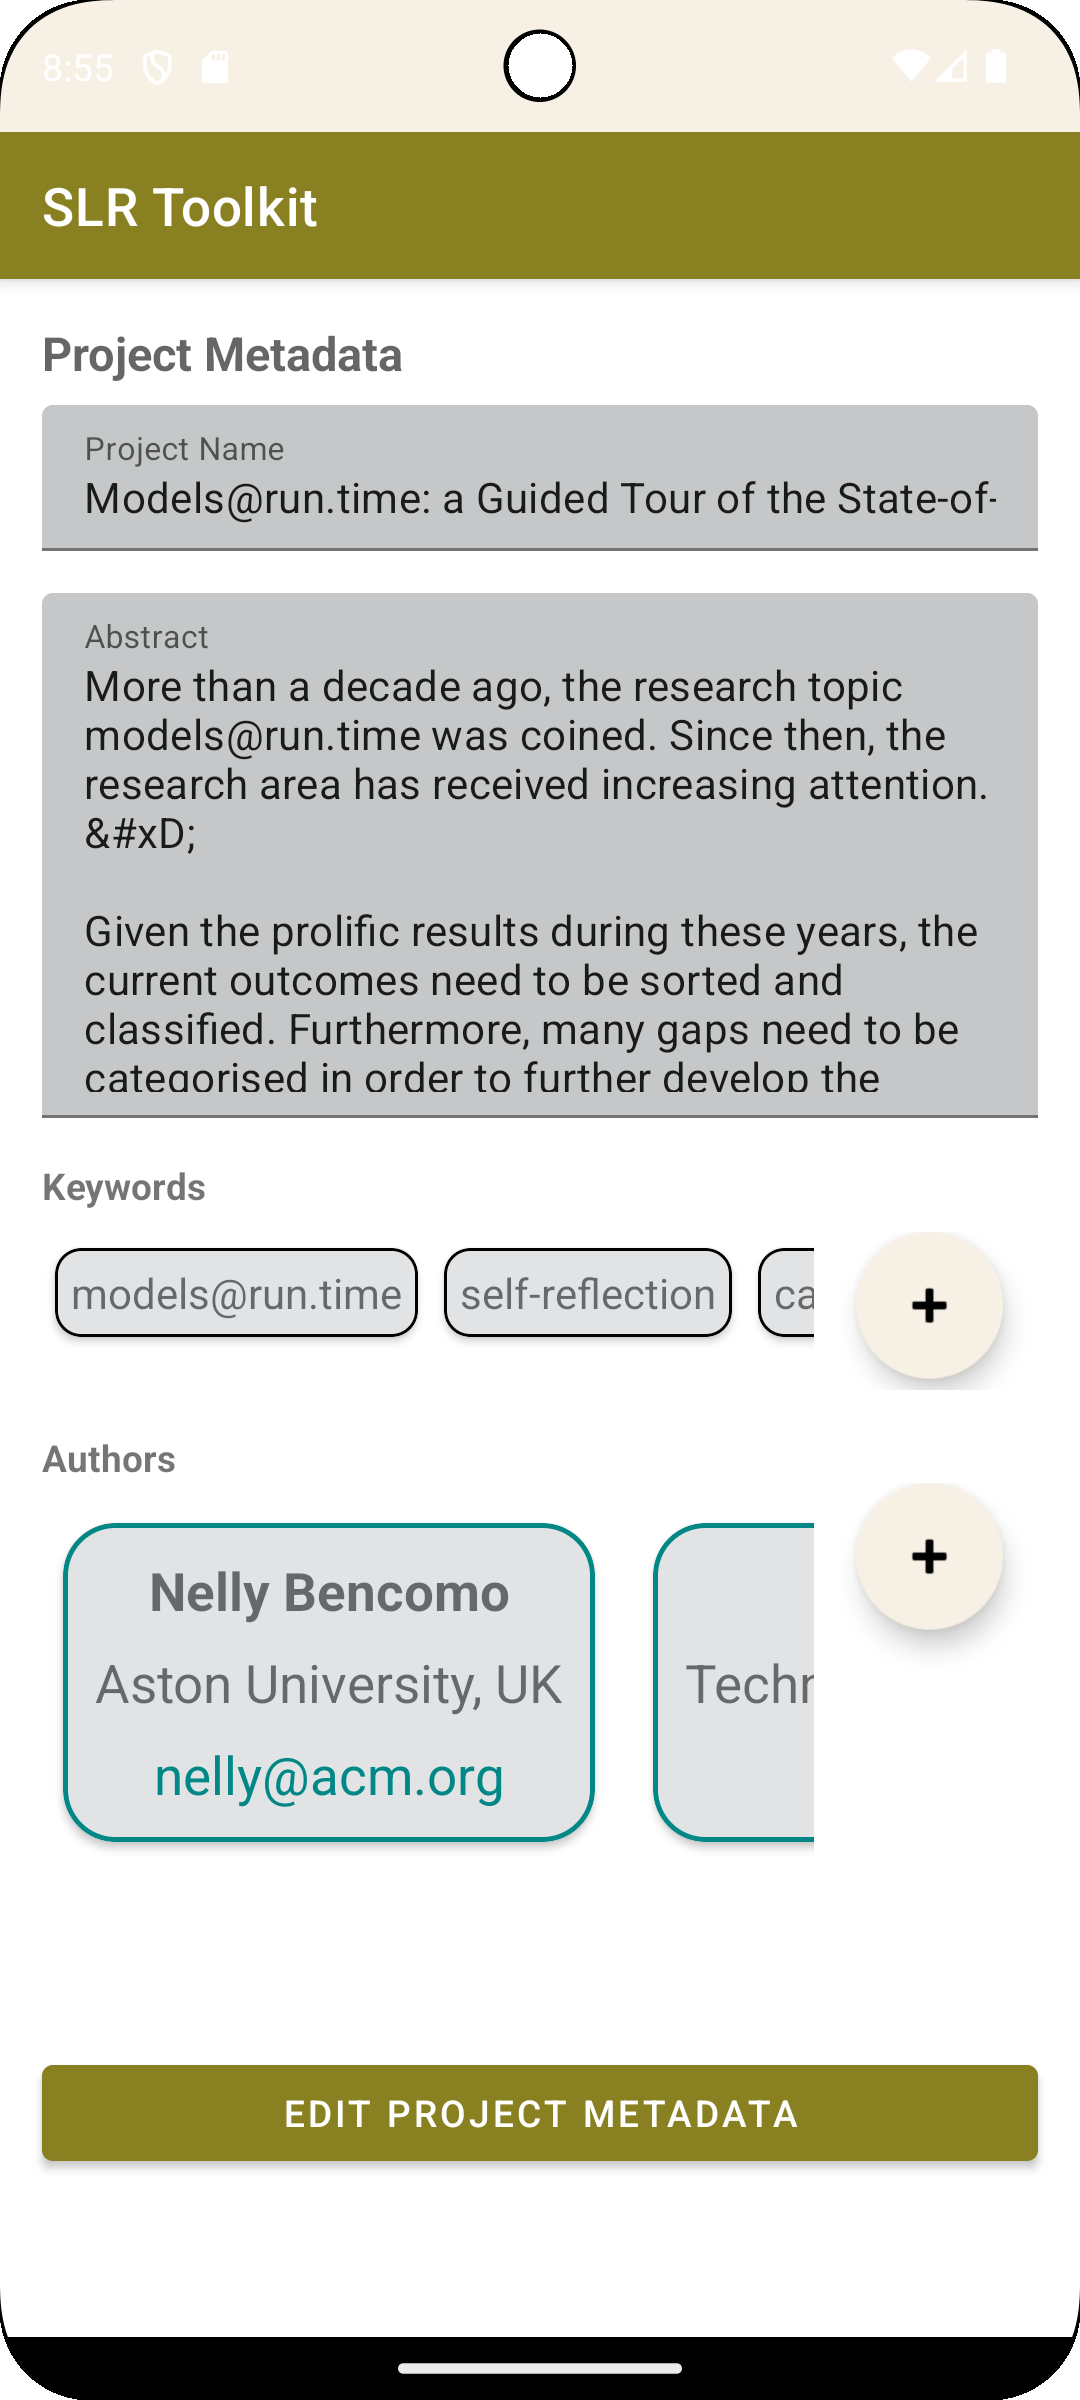 8:55
SLR Toolkit
Project Metadata
Project Name
Models@run.time: a Guided Tour of the State-of-
Abstract
More than a decade ago, the research topic
models@run.time was coined. Since then, the
research area has received increasing attention.
&#xD;
Given the prolific results during these years, the
current outcomes need to be sorted and
classified. Furthermore, many gaps need to be
categorised in order to further develop the
Keywords
models@run.time self-reflection ca
Authors
Nelly Bencomo
Aston University, UK
Techn
nelly@acm.org
EDIT PROJECT METADATA